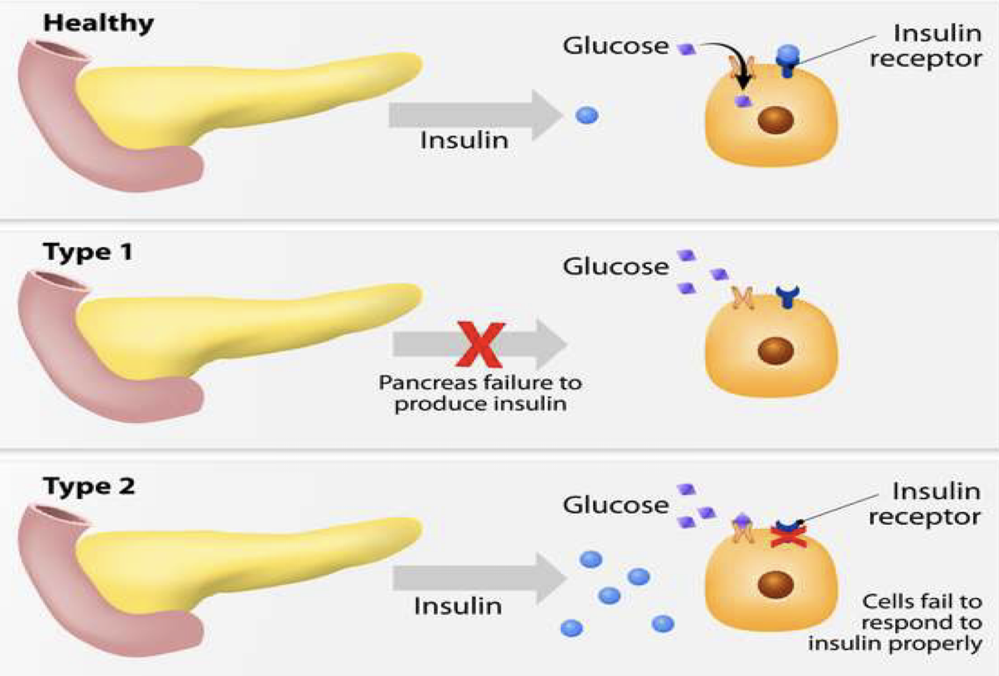 Healthy
Glucose
Insulin
receptor
Insulin
Type 1
Glucose
X
Pancreas failure to
produce insulin
Type 2
Glucose
Insulin
receptor
Insulin
Cells fail to
respond to
insulin properly